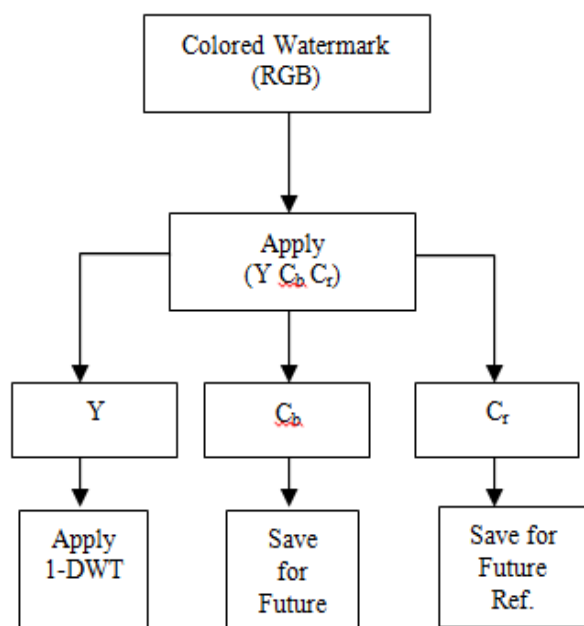 Colored Watermark
(RGB)
Apply
(Y Cb Cr)
Y
Cb
Cr
Apply
1-DWT
Save
for
Future
Save for
Future
Ref.